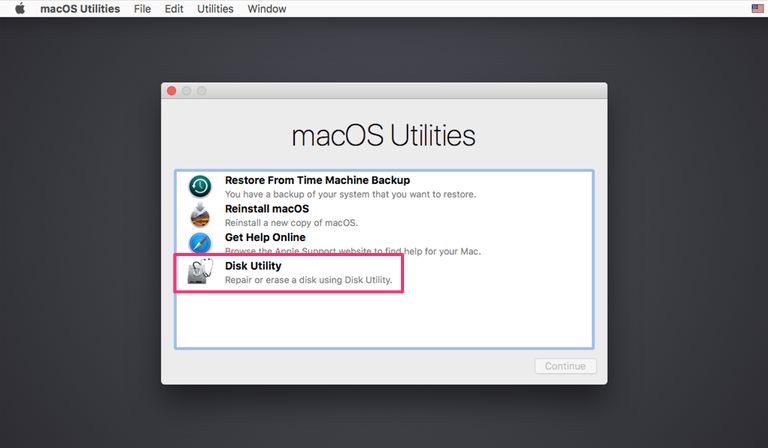 macOS Utilities File Edit Utilities Window
macOS Utilities
Restore From Time Machine Backup
You have a backup of your system that you want to restore.
Reinstall macOS
Reinstall a new copy of macOS.
Get Help Online
Browse the Apple Support website to find help for your Mac.
Disk Utility
Repair or erase a disk using Disk Utility.
Continue